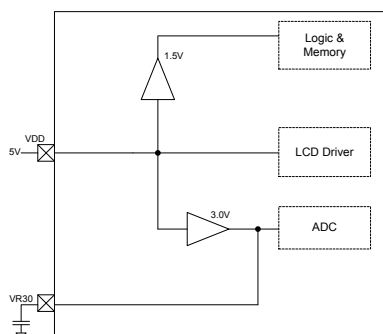 Logic &
Memory
1.5V
VDD
5V
LCD Driver
3.0V
ADC
VR30